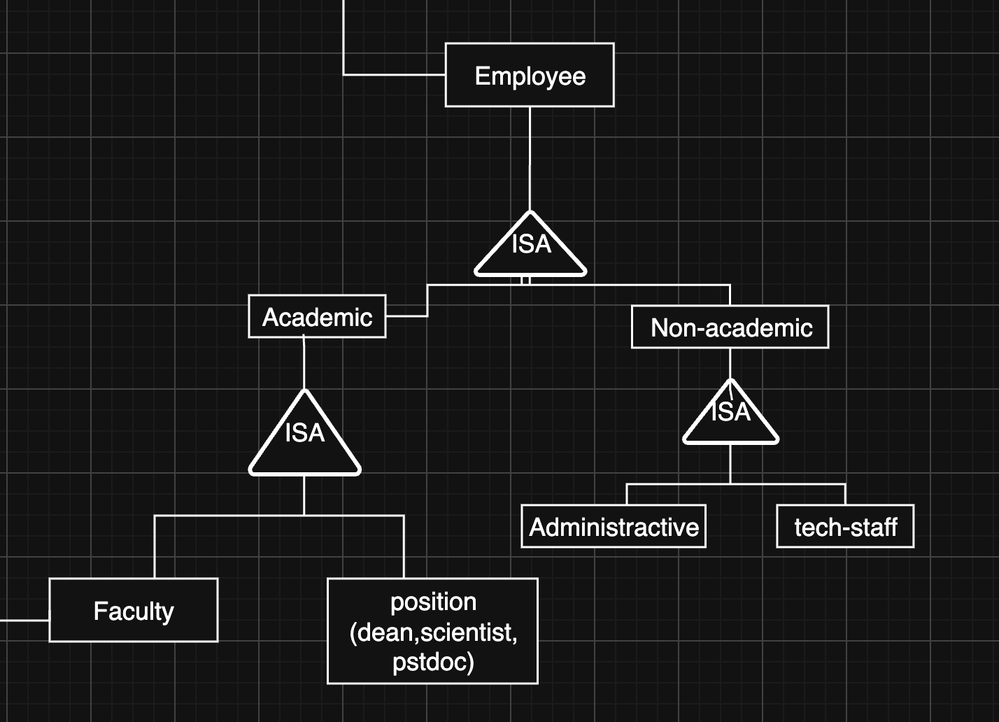 Employee
ISA
Academic
Non-academic
ISA
ISA
Administractive
tech-staff
Faculty
position
(dean,scientist,
pstdoc)